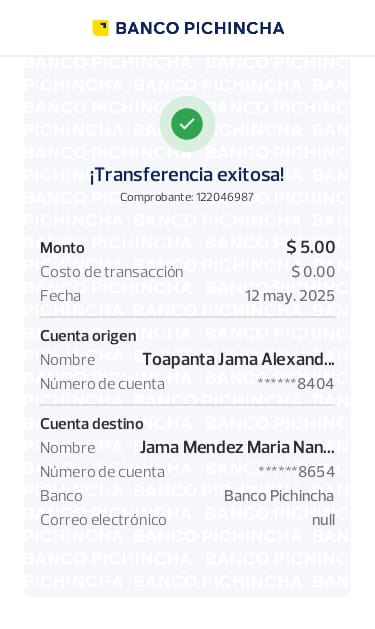 BANCO PICHINCHA
¡Transferencia exitosa!
Comprobante: 122046987
Monto $ 5.00
Costo de transacción $ 0.00
Fecha 12 may. 2025
Cuenta origen
Nombre Toapanta Jama Alexand...
Número de cuenta ******8404
Cuenta destino
Nombre Jama Mendez Maria Nan...
Número de cuenta ******8654
Banco Banco Pichincha
Correo electrónico null